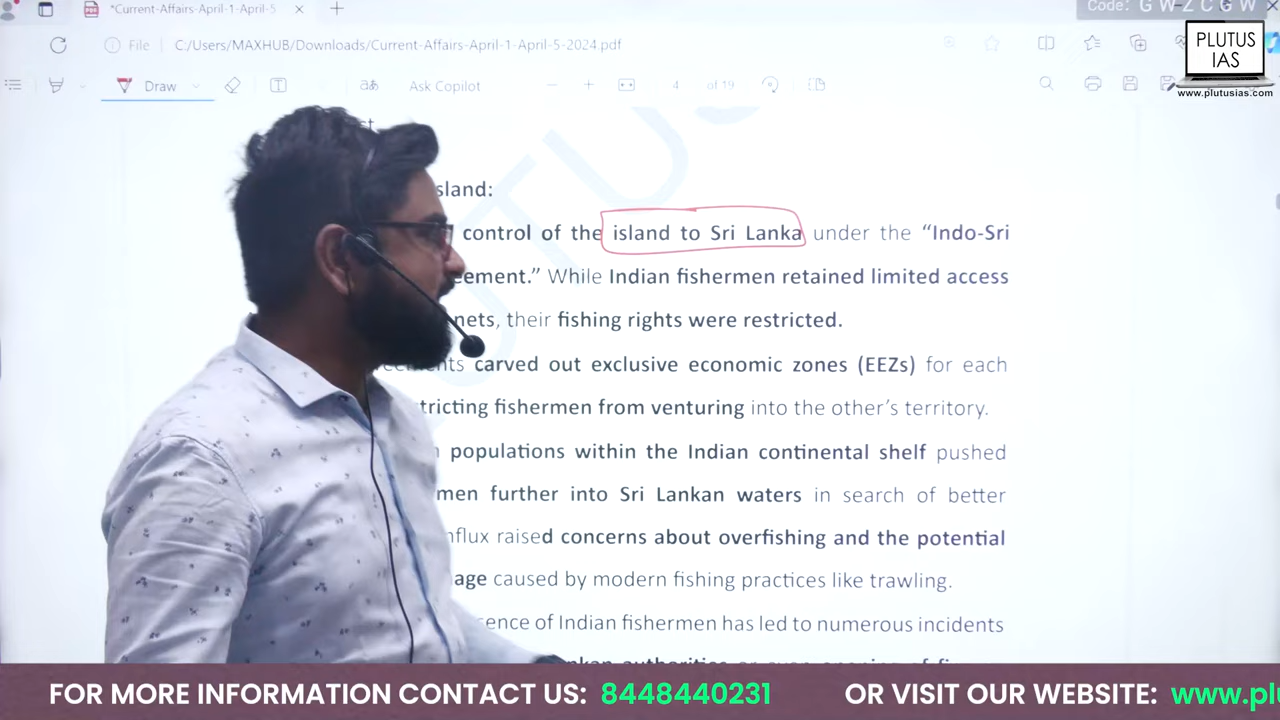 Code: G W Z C G W
*Current-Affairs-April-1-April-5
File C:/Users/MAXHUB/Downloads/Current-Affairs-April-1-April-5-2024.pdf
PLUTUS
IAS
www.plutusias.com
Draw Ask Copilot 4 of 19
sland:
control of the island to Sri Lanka under the “Indo-Sri
eement.” While Indian fishermen retained limited access
nets, their fishing rights were restricted.
ents carved out exclusive economic zones (EEZs) for each
tricting fishermen from venturing into the other’s territory.
populations within the Indian continental shelf pushed
men further into Sri Lankan waters in search of better
nflux raised concerns about overfishing and the potential
age caused by modern fishing practices like trawling.
sence of Indian fishermen has led to numerous incidents
FOR MORE INFORMATION CONTACT US: 8448440231 OR VISIT OUR WEBSITE: www.plu